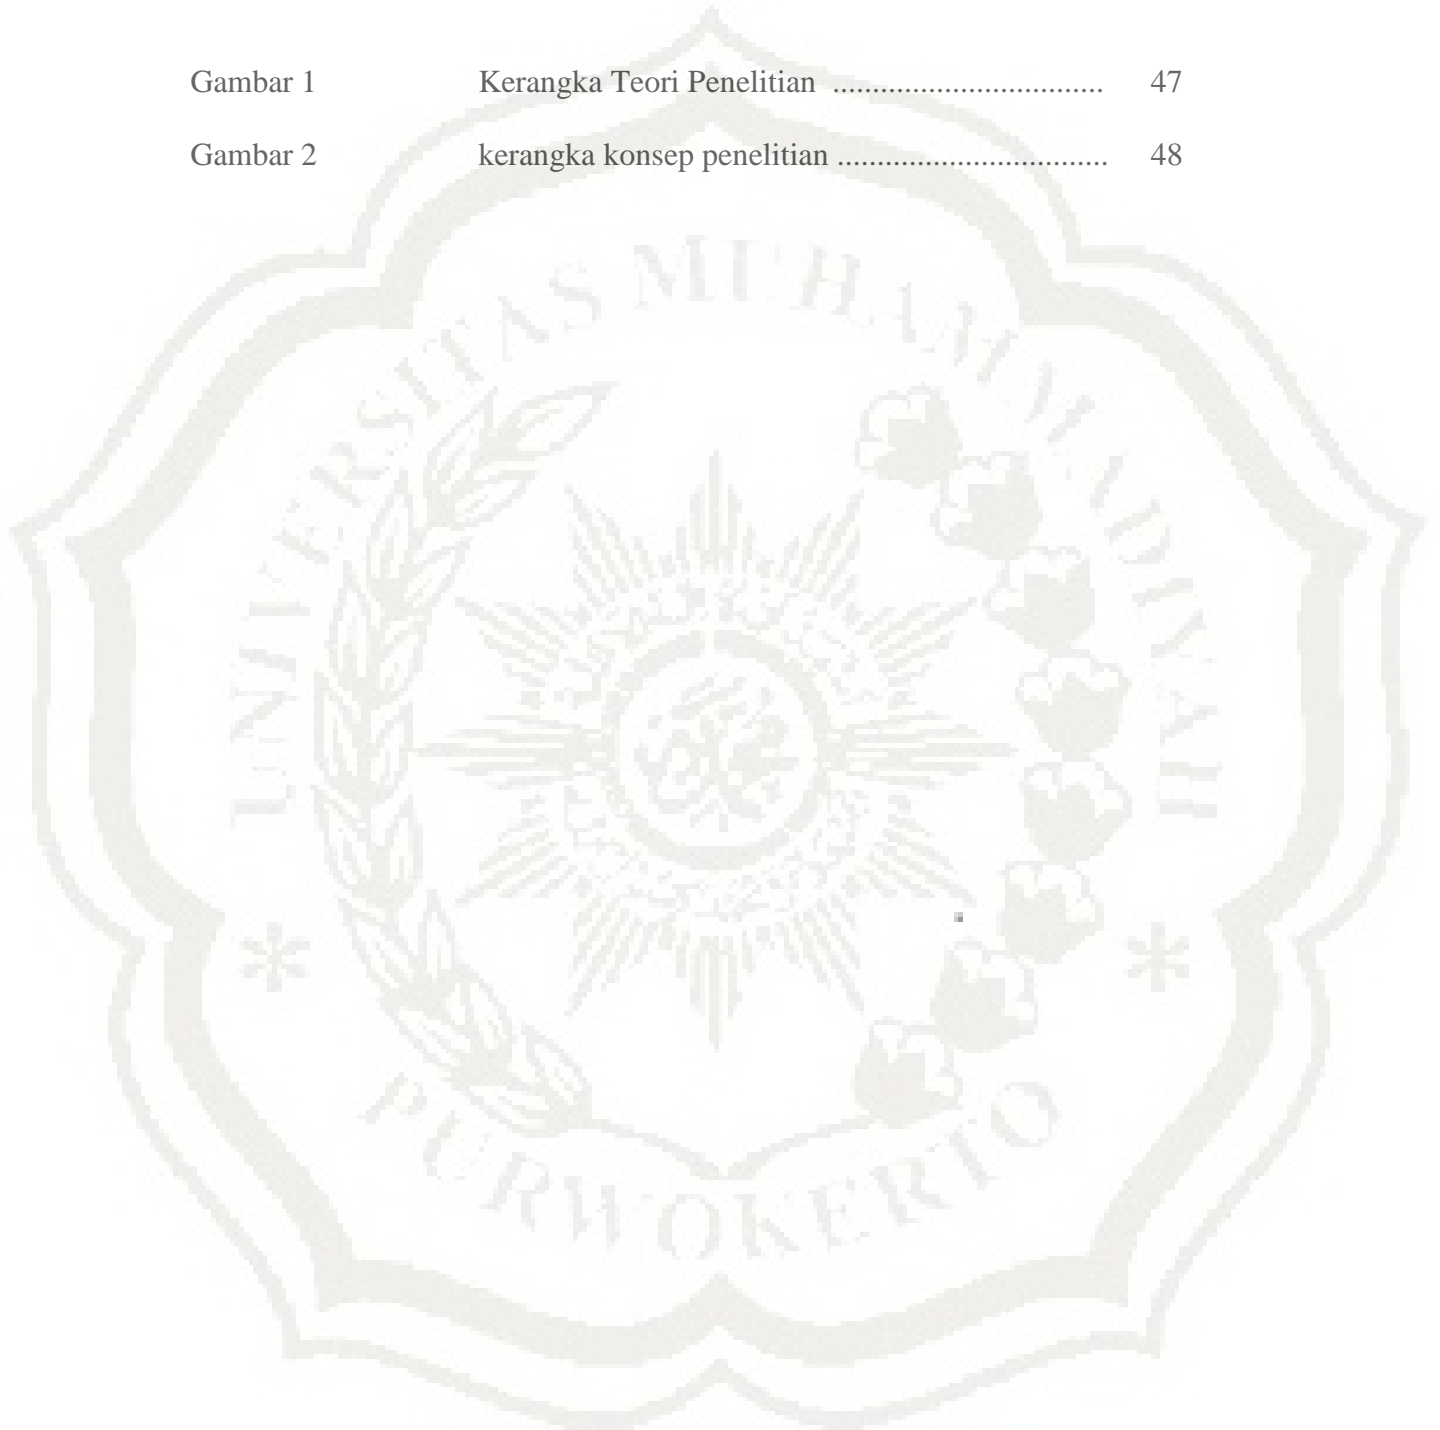 Gambar 1 Kerangka Teori Penelitian .................................. 47
Gambar 2 kerangka konsep penelitian .................................. 48
UNIVERSITAS MUHAMMADIYAH
PURWOKERTO